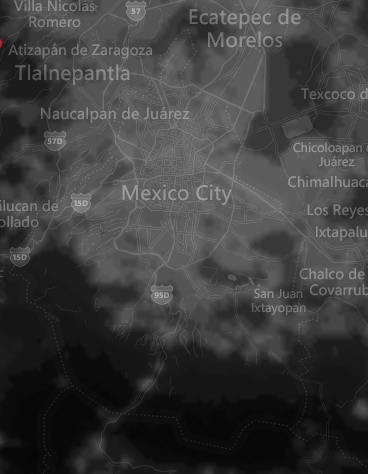 Villa Nicolás
Romero
57
Ecatepec de
Morelos
Atizapán de Zaragoza
Tlalnepantla
Texcoco d
Naucalpan de Juárez
57D
Chicoloapan
Juárez
Mexico City
Chimalhuac
15D
ilucan de
ollado
Los Reyes
Ixtapalu
15D
Chalco de
Covarrub
95D
San Juan
Ixtayopan